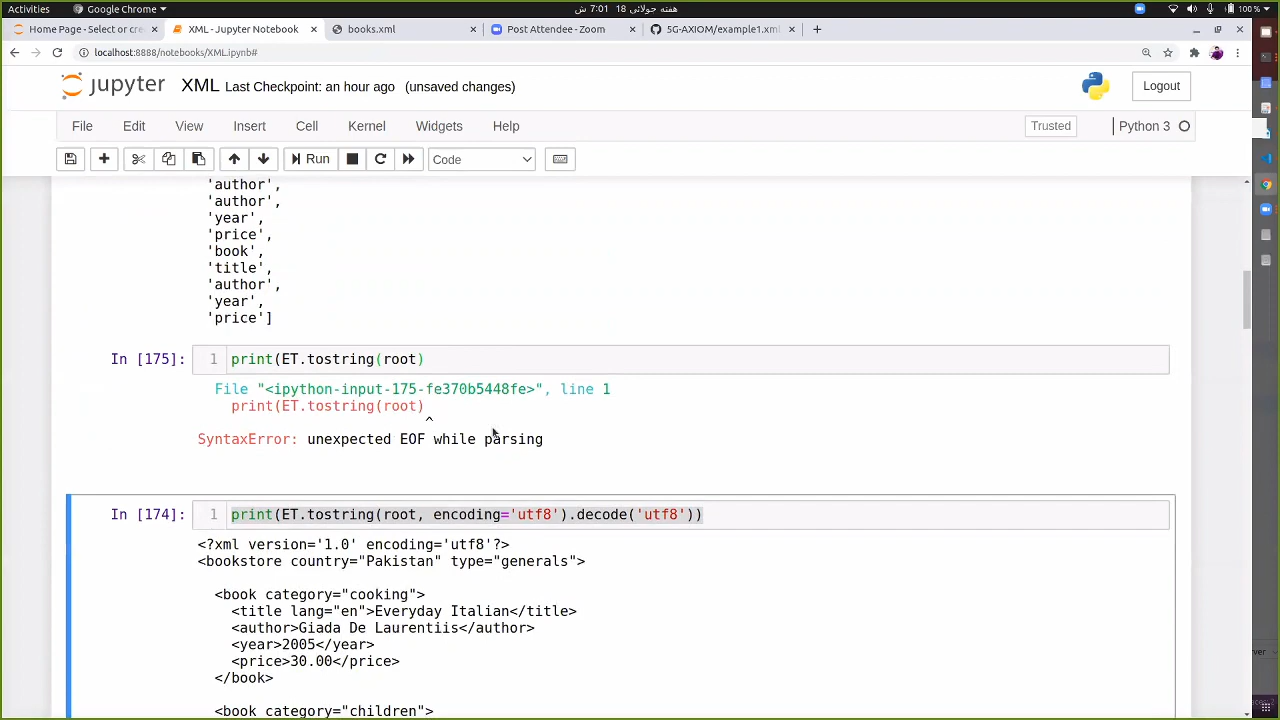 Activities
Google Chrome
هفته جولائی 18 7:01 ش
100 %
Home Page - Select or cre
XML - Jupyter Notebook
books.xml
Post Attendee - Zoom
5G-AXIOM/example1.xml
localhost:8888/notebooks/XML.ipynb#
jupyter
XML Last Checkpoint: an hour ago (unsaved changes)
Logout
File Edit View Insert Cell Kernel Widgets Help
Trusted
Python 3
Run
Code
'author',
'author',
'year',
'price',
'book',
'title',
'author',
'year',
'price']
In [175]: 1 print(ET.tostring(root)
File "<ipython-input-175-fe370b5448fe>", line 1
print(ET.tostring(root)
^
SyntaxError: unexpected EOF while parsing
In [174]: 1 print(ET.tostring(root, encoding='utf8').decode('utf8'))
<?xml version='1.0' encoding='utf8'?>
<bookstore country="Pakistan" type="generals">
<book category="cooking">
<title lang="en">Everyday Italian</title>
<author>Giada De Laurentiis</author>
<year>2005</year>
<price>30.00</price>
</book>
<book category="children">